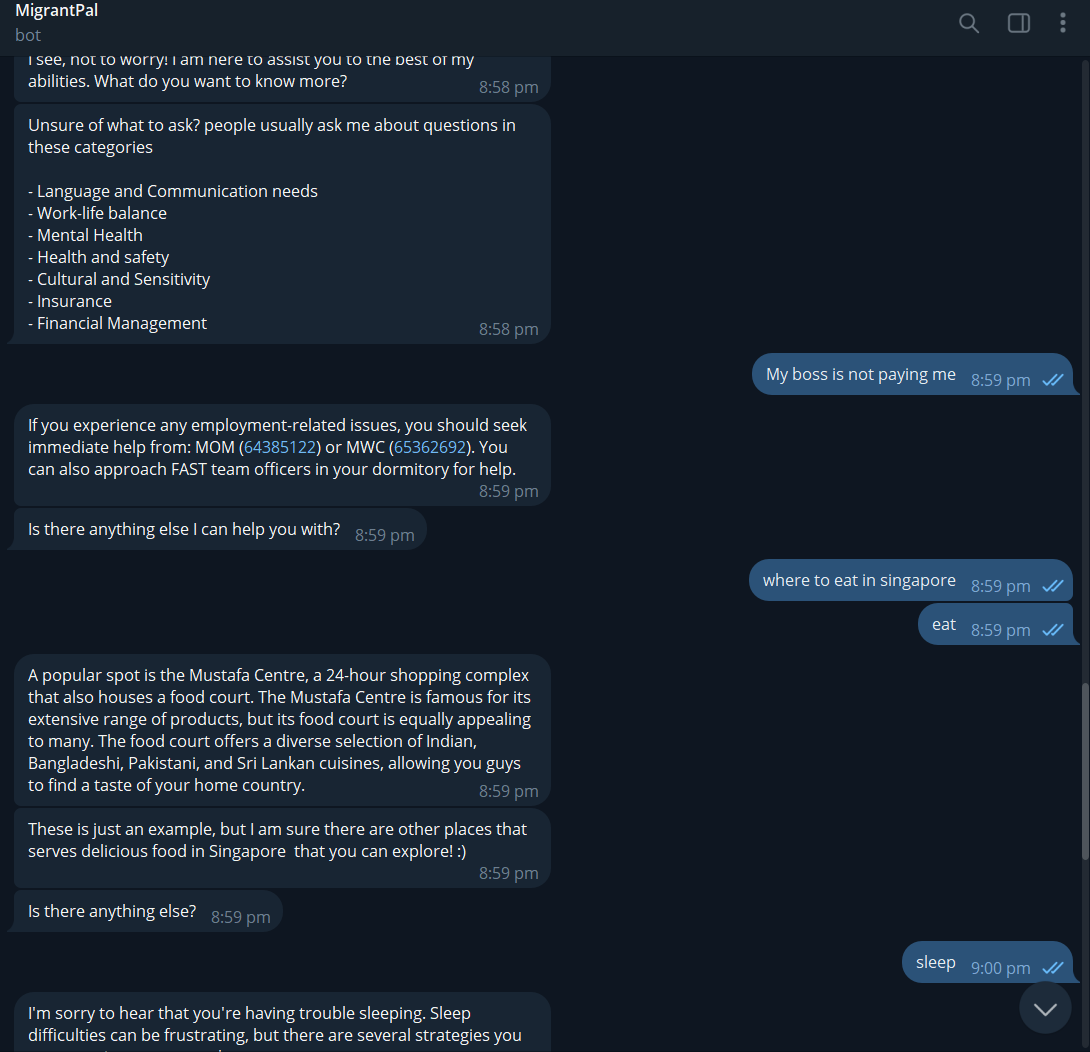 MigrantPal
bot
I see, not to worry! I am here to assist you to the best of my
abilities. What do you want to know more?
8:58 pm
Unsure of what to ask? people usually ask me about questions in
these categories
- Language and Communication needs
- Work-life balance
- Mental Health
- Health and safety
- Cultural and Sensitivity
- Insurance
- Financial Management
8:58 pm
My boss is not paying me 8:59 pm
If you experience any employment-related issues, you should seek
immediate help from: MOM (64385122) or MWC (65362692). You
can also approach FAST team officers in your dormitory for help.
8:59 pm
Is there anything else I can help you with? 8:59 pm
where to eat in singapore 8:59 pm
eat 8:59 pm
A popular spot is the Mustafa Centre, a 24-hour shopping complex
that also houses a food court. The Mustafa Centre is famous for its
extensive range of products, but its food court is equally appealing
to many. The food court offers a diverse selection of Indian,
Bangladeshi, Pakistani, and Sri Lankan cuisines, allowing you guys
to find a taste of your home country.
8:59 pm
These is just an example, but I am sure there are other places that
serves delicious food in Singapore  that you can explore! :)
8:59 pm
Is there anything else? 8:59 pm
sleep 9:00 pm
I'm sorry to hear that you're having trouble sleeping. Sleep
difficulties can be frustrating, but there are several strategies you